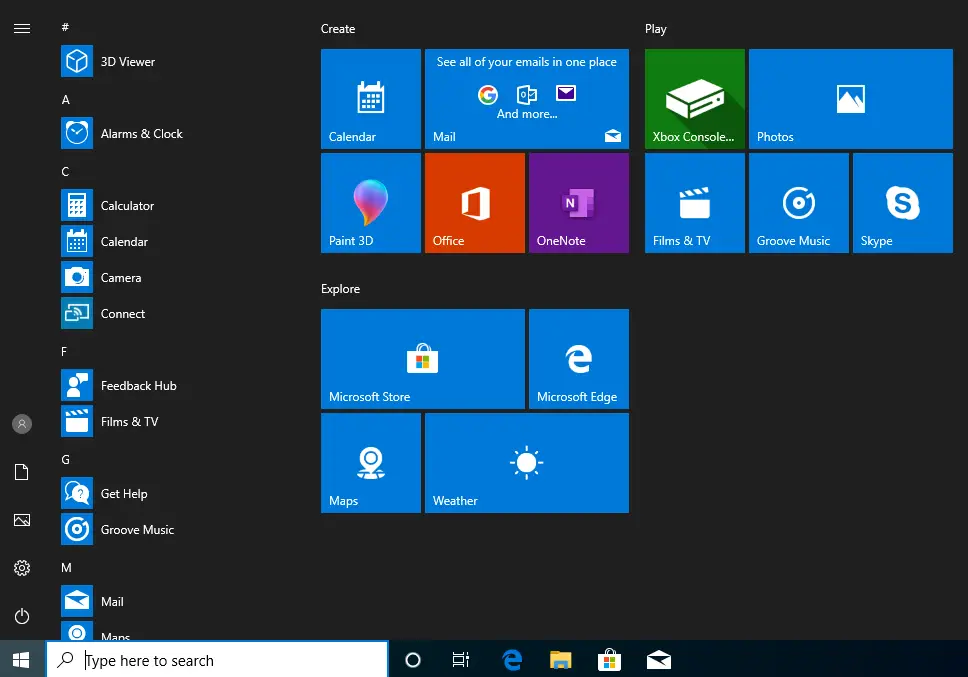 #
3D Viewer
A
Alarms & Clock
C
Calculator
Calendar
Camera
Connect
F
Feedback Hub
Films & TV
G
Get Help
Groove Music
M
Mail
Maps
Create
Calendar
See all of your emails in one place
And more...
Mail
Paint 3D
Office
N
OneNote
Explore
Microsoft Store
Microsoft Edge
Maps
Weather
Play
Xbox Console...
Photos
Films & TV
Groove Music
Skype
Type here to search